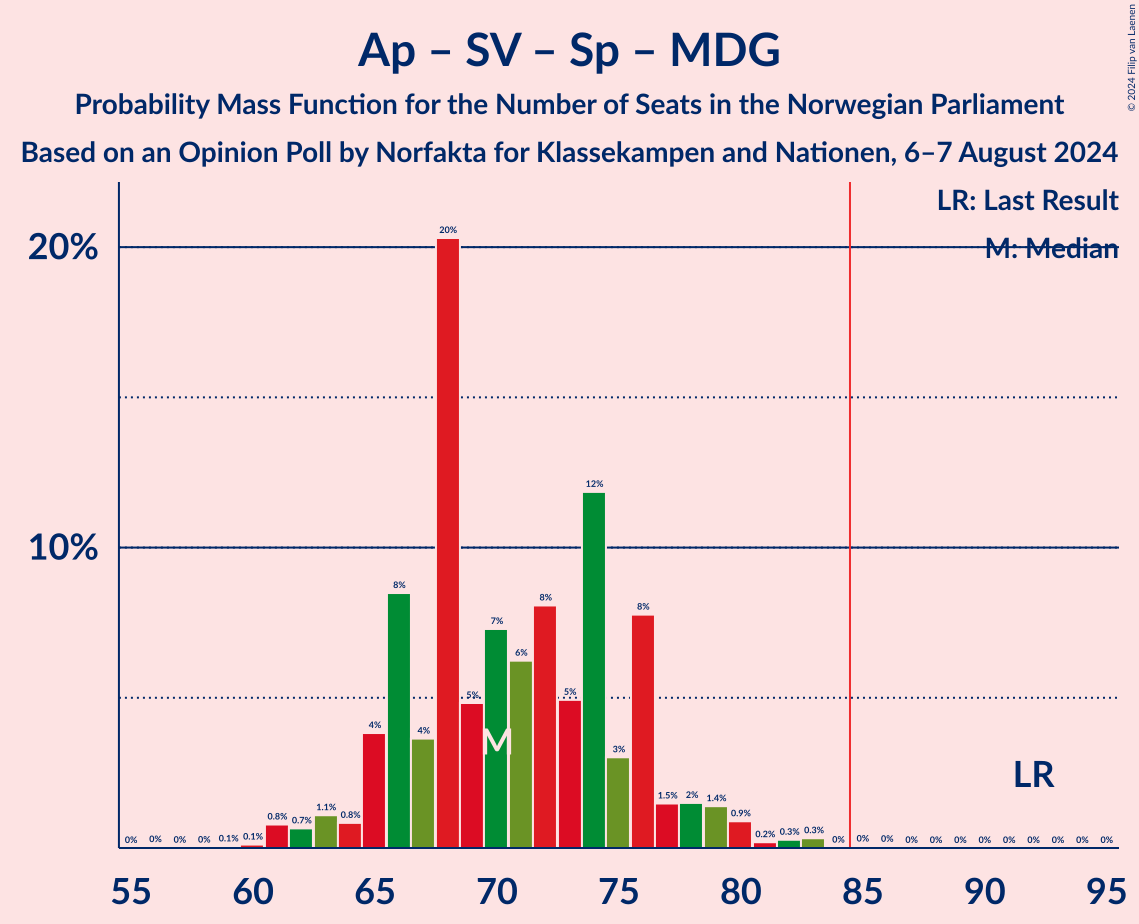 Ap – SV – Sp – MDG
Probability Mass Function for the Number of Seats in the Norwegian Parliament
Based on an Opinion Poll by Norfakta for Klassekampen and Nationen, 6–7 August 2024
© 2024 Filip van Laenen
LR: Last Result
M: Median
20%
10%
0% 0% 0% 0% 0.1% 0.1% 0.8% 0.7% 1.1% 0.8% 4% 8% 4% 20% 5% 7% 6% 8% 5% 12% 3% 8% 1.5% 2% 1.4% 0.9% 0.2% 0.3% 0.3% 0% 0% 0% 0% 0% 0% 0% 0% 0% 0% 0% 0%
M
LR
55 60 65 70 75 80 85 90 95